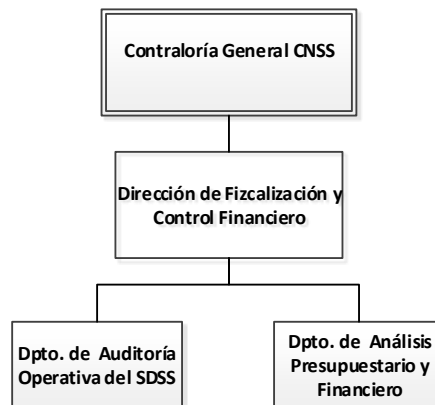 Contraloría General CNSS
Dirección de Fizcalización y
Control Financiero
Dpto. de Auditoría
Operativa del SDSS
Dpto. de Análisis
Presupuestario y
Financiero